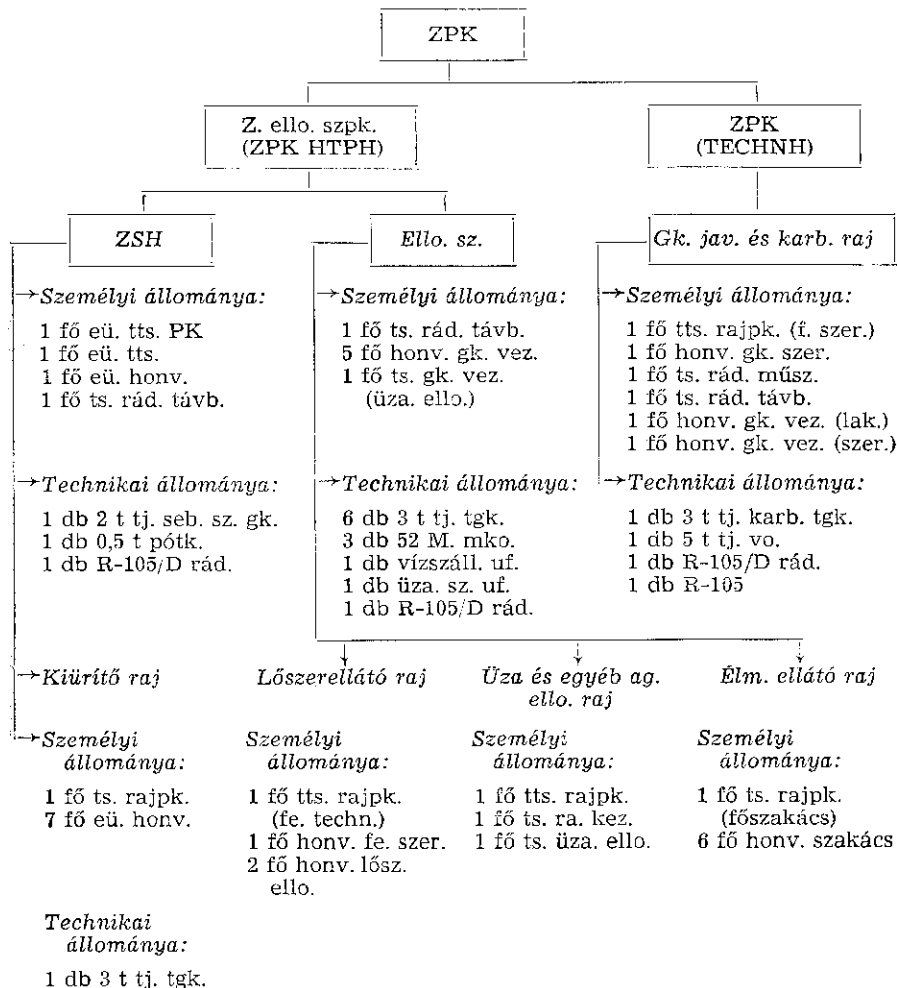 ZPK
Z. ello. szpk.
(ZPK HTPH)
ZPK
(TECHNH)
ZSH
Személyi állománya:
1 fő eü. tts. PK
1 fő eü. tts.
1 fő eü. honv.
1 fő ts. rád. távb.
Technikai állománya:
1 db 2 t tj. seb. sz. gk.
1 db 0,5 t pótk.
1 db R-105/D rád.
Ello. sz.
Személyi állománya:
1 fő ts. rád. távb.
5 fő honv. gk. vez.
1 fő ts. gk. vez.
(üza. ello.)
Technikai állománya:
6 db 3 t tj. tgk.
3 db 52 M. mko.
1 db vízszáll. uf.
1 db üza. sz. uf.
1 db R-105/D rád.
Gk. jav. és karb. raj
Személyi állománya:
1 fő tts. rajpk. (f. szer.)
1 fő honv. gk. szer.
1 fő ts. rád. műsz.
1 fő ts. rád. távb.
1 fő honv. gk. vez. (lak.)
1 fő honv. gk. vez. (szer.)
Technikai állománya:
1 db 3 t tj. karb. tgk.
1 db 5 t tj. vo.
1 db R-105/D rád.
1 db R-105
Kiürítő raj
Személyi
állománya:
1 fő ts. rajpk.
7 fő eü. honv.
Technikai
állománya:
1 db 3 t tj. tgk.
Lőszerellátó raj
Személyi
állománya:
1 fő tts. rajpk.
(fe. techn.)
1 fő honv. fe. szer.
2 fő honv. lősz.
ello.
Üza és egyéb ag.
ello. raj
Személyi
állománya:
1 fő tts. rajpk.
1 fő ts. ra. kez.
1 fő ts. üza. ello.
Élm. ellátó raj
Személyi
állománya:
1 fő ts. rajpk.
(főszakács)
6 fő honv. szakács